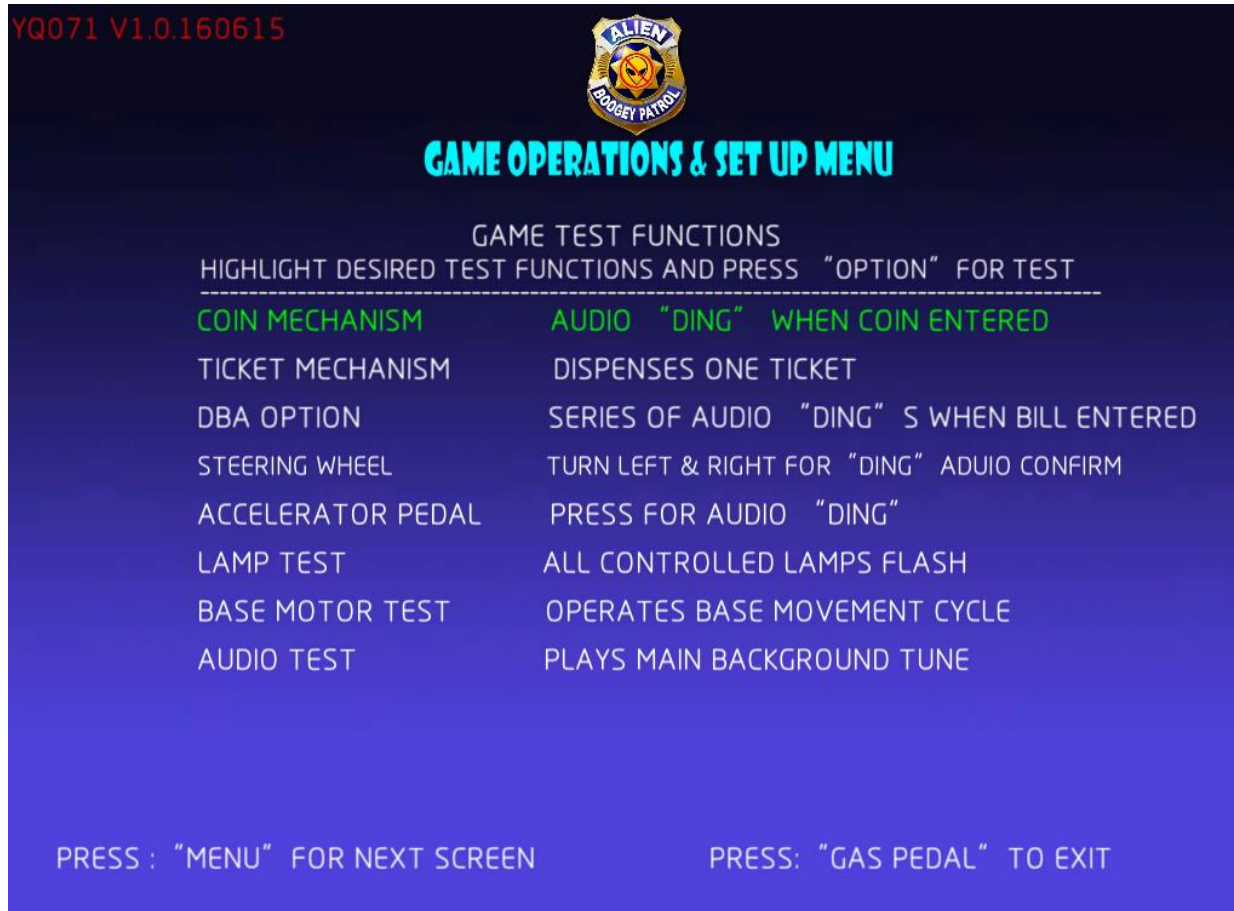 YQ071 V1.0.160615
ALIEN
BOOGEY PATROL
GAME OPERATIONS & SET UP MENU
GAME TEST FUNCTIONS
HIGHLIGHT DESIRED TEST FUNCTIONS AND PRESS "OPTION" FOR TEST
COIN MECHANISM AUDIO "DING" WHEN COIN ENTERED
TICKET MECHANISM DISPENSES ONE TICKET
DBA OPTION SERIES OF AUDIO "DING" S WHEN BILL ENTERED
STEERING WHEEL TURN LEFT & RIGHT FOR "DING" ADUIO CONFIRM
ACCELERATOR PEDAL PRESS FOR AUDIO "DING"
LAMP TEST ALL CONTROLLED LAMPS FLASH
BASE MOTOR TEST OPERATES BASE MOVEMENT CYCLE
AUDIO TEST PLAYS MAIN BACKGROUND TUNE
PRESS : "MENU" FOR NEXT SCREEN PRESS: "GAS PEDAL" TO EXIT